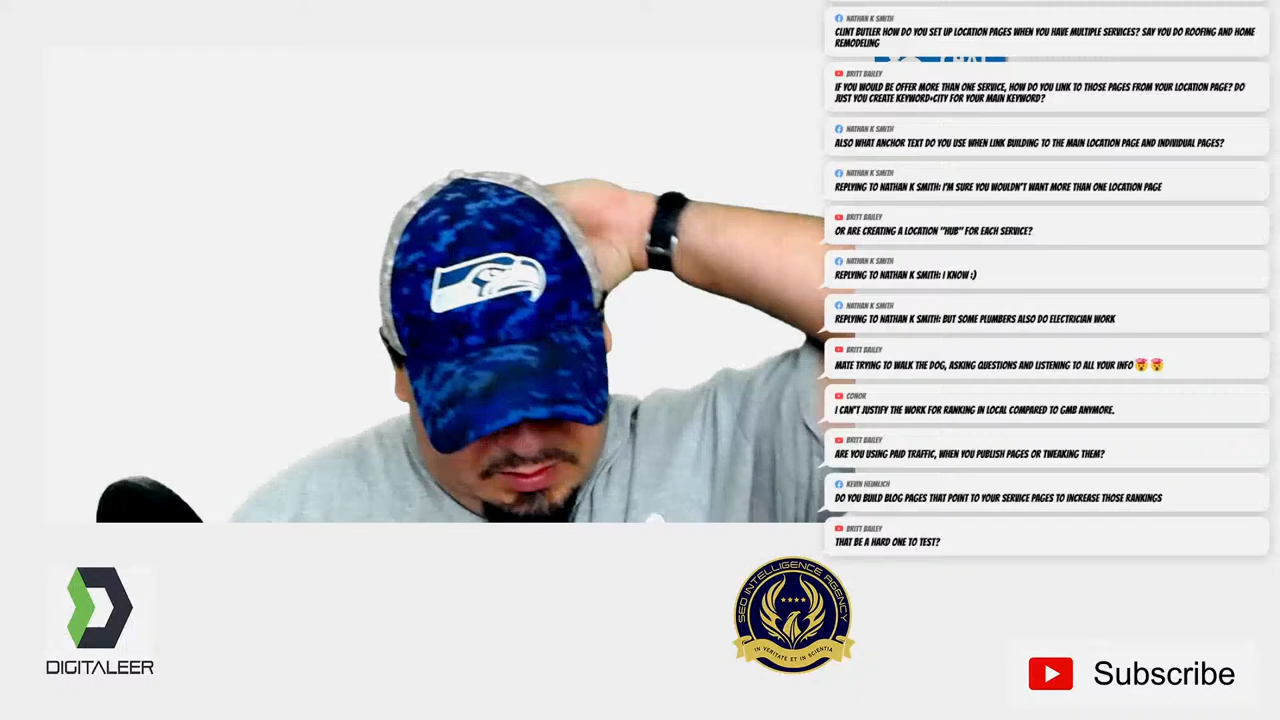 NATHAN K SMITH
CLINT BUTLER HOW DO YOU SET UP LOCATION PAGES WHEN YOU HAVE MULTIPLE SERVICES? SAY YOU DO ROOFING AND HOME
REMODELING
BRITT BAILEY
IF YOU WOULD BE OFFER MORE THAN ONE SERVICE, HOW DO YOU LINK TO THOSE PAGES FROM YOUR LOCATION PAGE? DO
JUST YOU CREATE KEYWORD+CITY FOR YOUR MAIN KEYWORD?
NATHAN K SMITH
ALSO WHAT ANCHOR TEXT DO YOU USE WHEN LINK BUILDING TO THE MAIN LOCATION PAGE AND INDIVIDUAL PAGES?
NATHAN K SMITH
REPLYING TO NATHAN K SMITH: I'M SURE YOU WOULDN'T WANT MORE THAN ONE LOCATION PAGE
BRITT BAILEY
OR ARE CREATING A LOCATION "HUB" FOR EACH SERVICE?
NATHAN K SMITH
REPLYING TO NATHAN K SMITH: I KNOW :)
NATHAN K SMITH
REPLYING TO NATHAN K SMITH: BUT SOME PLUMBERS ALSO DO ELECTRICIAN WORK
BRITT BAILEY
MATE TRYING TO WALK THE DOG, ASKING QUESTIONS AND LISTENING TO ALL YOUR INFO🤯🤯
CONOR
I CAN'T JUSTIFY THE WORK FOR RANKING IN LOCAL COMPARED TO GMB ANYMORE.
BRITT BAILEY
ARE YOU USING PAID TRAFFIC, WHEN YOU PUBLISH PAGES OR TWEAKING THEM?
KEVIN HEIMLICH
DO YOU BUILD BLOG PAGES THAT POINT TO YOUR SERVICE PAGES TO INCREASE THOSE RANKINGS
BRITT BAILEY
THAT BE A HARD ONE TO TEST?
DIGITALEER
SEO INTELLIGENCE AGENCY
IN VERITATE ET IN SCIENTIA
Subscribe